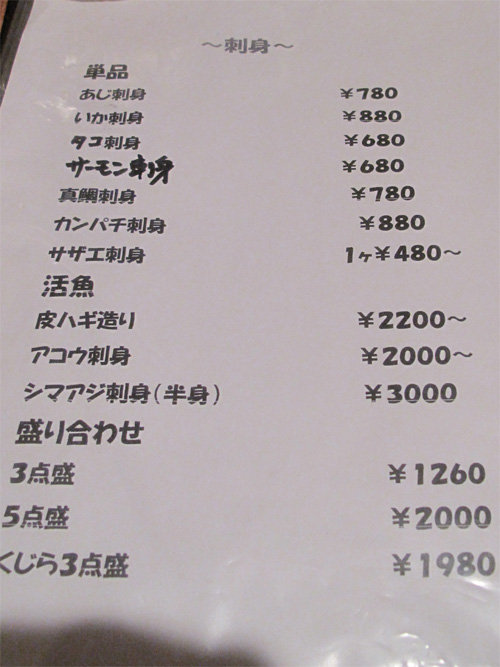 〜刺身〜
単品
あじ刺身 ¥780
いか刺身 ¥880
タコ刺身 ¥680
サーモン刺身 ¥680
真鯛刺身 ¥780
カンパチ刺身 ¥880
サザエ刺身 1ヶ¥480〜
活魚
皮ハギ造り ¥2200〜
アコウ刺身 ¥2000〜
シマアジ刺身(半身) ¥3000
盛り合わせ
3点盛 ¥1260
5点盛 ¥2000
くじら3点盛 ¥1980